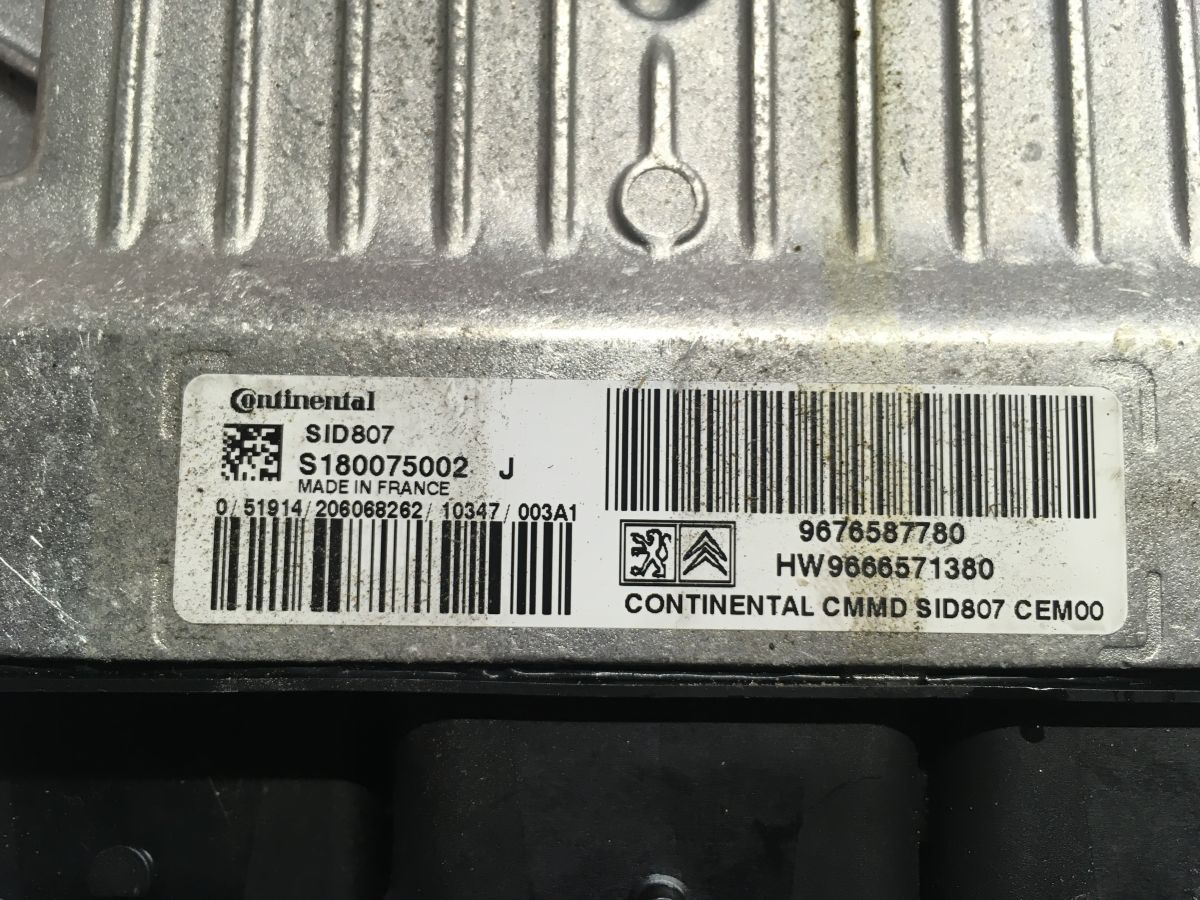 Continental
SID807
S180075002 J
MADE IN FRANCE
0/51914/206068262/10347/003A1
9676587780
HW9666571380
CONTINENTAL CMMD SID807 CEM00